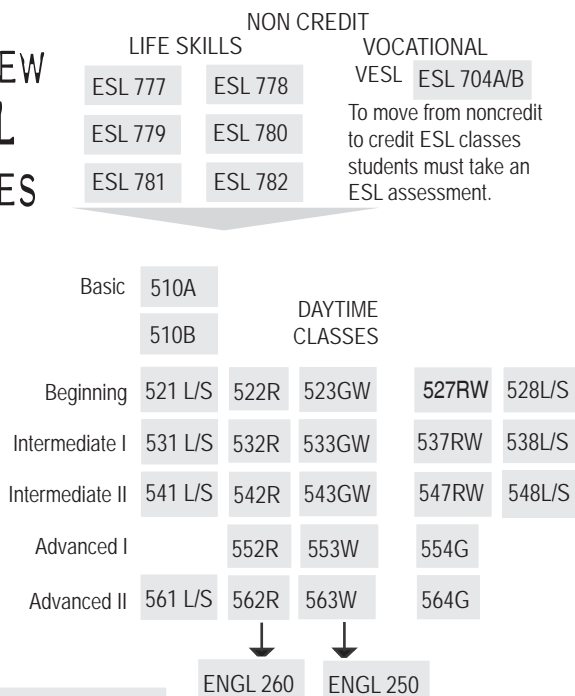 NON CREDIT
LIFE SKILLS
VOCATIONAL
EW
L
ES
ESL 777 ESL 778
ESL 779 ESL 780
ESL 781 ESL 782
VESL ESL 704A/B
To move from noncredit
to credit ESL classes
students must take an
ESL assessment.
Basic 510A
510B
DAYTIME
CLASSES
Beginning 521 L/S 522R 523GW 527RW 528L/S
Intermediate I 531 L/S 532R 533GW 537RW 538L/S
Intermediate II 541 L/S 542R 543GW 547RW 548L/S
Advanced I 552R 553W 554G
Advanced II 561 L/S 562R 563W 564G
ENGL 260 ENGL 250